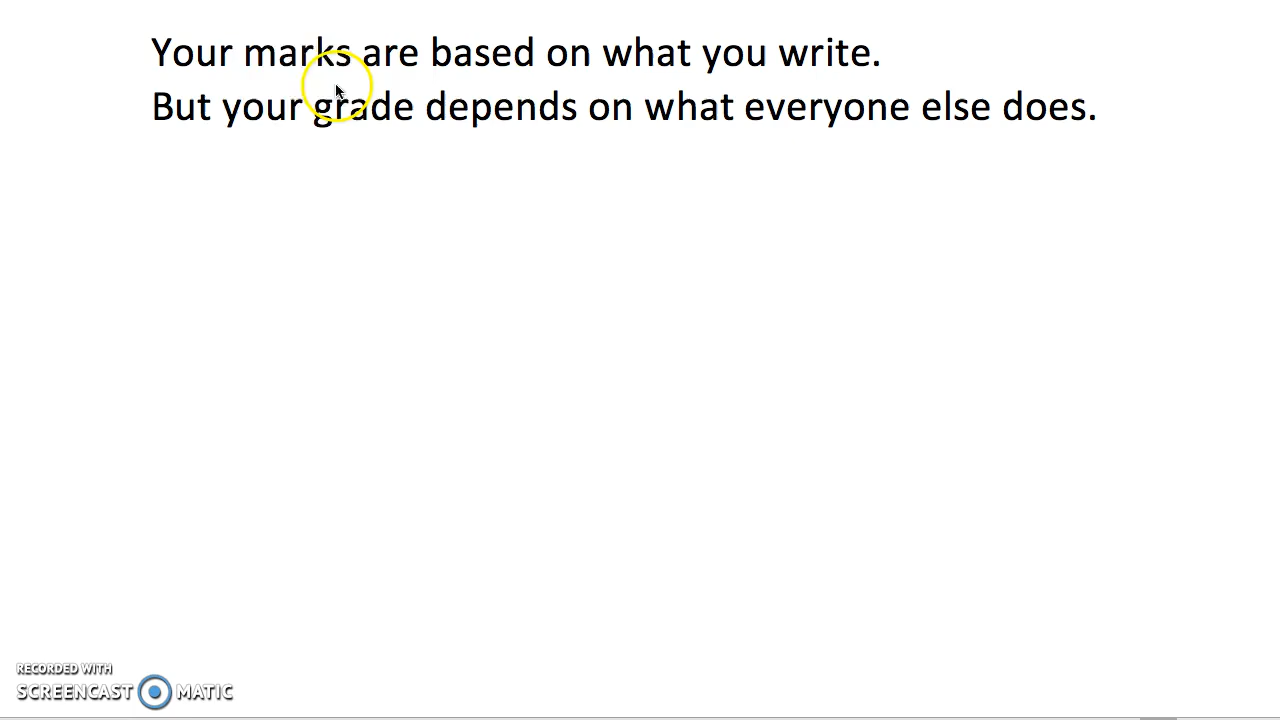 Your marks are based on what you write.
But your grade depends on what everyone else does.
RECORDED WITH
SCREENCAST MATIC